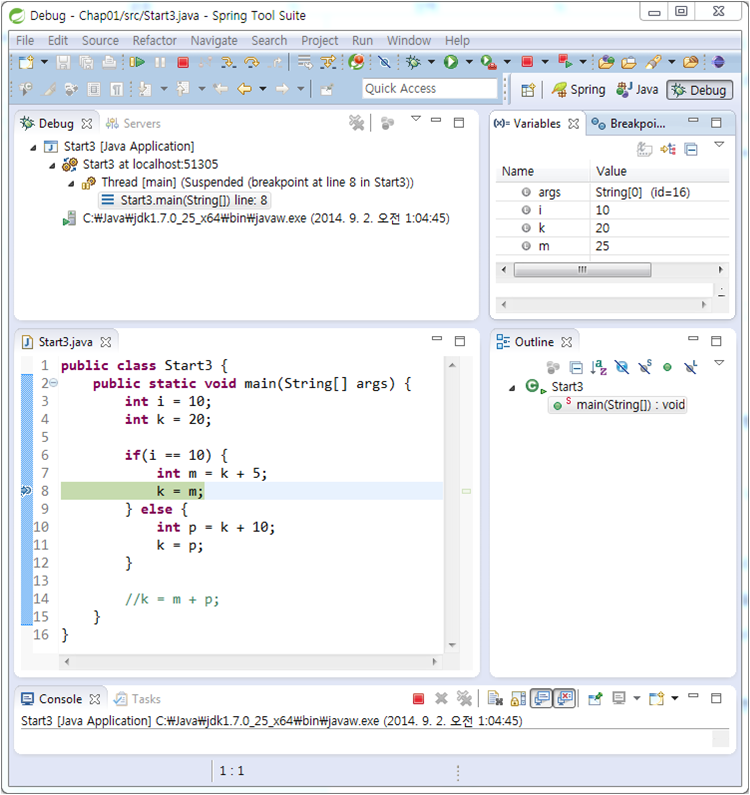 Debug - Chap01/src/Start3.java - Spring Tool Suite
File Edit Source Refactor Navigate Search Project Run Window Help
Quick Access
Spring Java Debug
Debug Servers
Start3 [Java Application]
Start3 at localhost:51305
Thread [main] (Suspended (breakpoint at line 8 in Start3))
Start3.main(String[]) line: 8
C:₩Java₩jdk1.7.0_25_x64₩bin₩javaw.exe (2014. 9. 2. 오전 1:04:45)
(x)= Variables Breakpoi...
Name Value
args String[0] (id=16)
i 10
k 20
m 25
Start3.java
1 public class Start3 {
2 public static void main(String[] args) {
3 int i = 10;
4 int k = 20;
5
6 if(i == 10) {
7 int m = k + 5;
8 k = m;
9 } else {
10 int p = k + 10;
11 k = p;
12 }
13
14 //k = m + p;
15 }
16 }
Outline
Start3
main(String[]) : void
Console Tasks
Start3 [Java Application] C:₩Java₩jdk1.7.0_25_x64₩bin₩javaw.exe (2014. 9. 2. 오전 1:04:45)
1 : 1